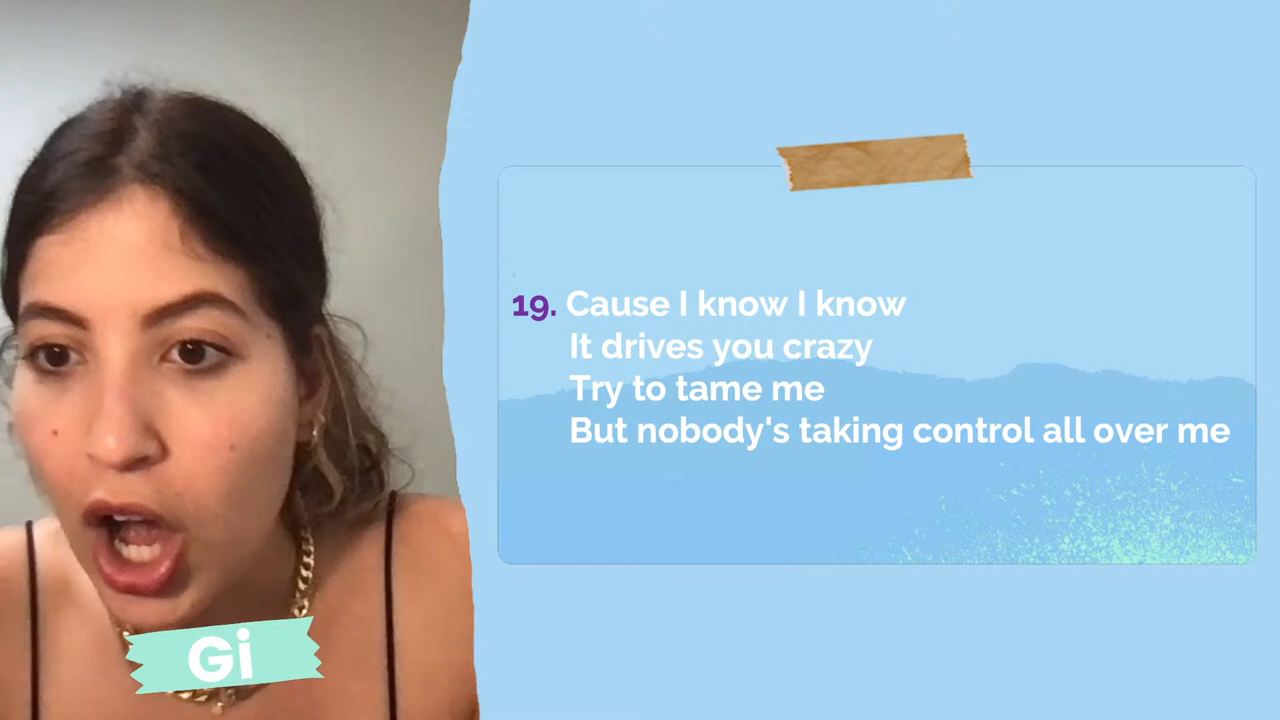 19. Cause I know I know
It drives you crazy
Try to tame me
But nobody's taking control all over me
Gi